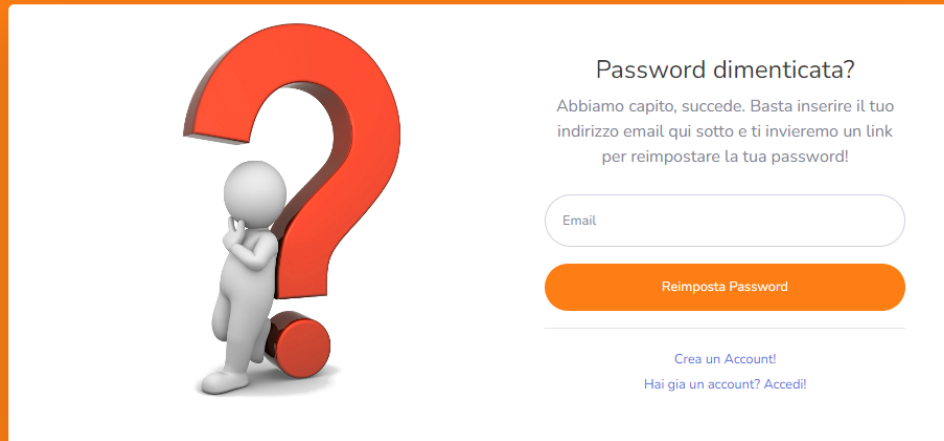 Password dimenticata?
Abbiamo capito, succede. Basta inserire il tuo
indirizzo email qui sotto e ti invieremo un link
per reimpostare la tua password!
Email
Reimposta Password
Crea un Account!
Hai gia un account? Accedi!